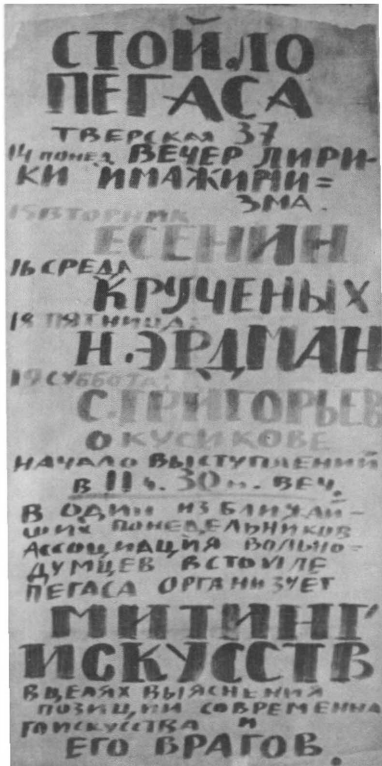 СТОЙЛО
ПЕГАСА
ТВЕРСКАЯ 37
14 ПОНЕД ВЕЧЕР ЛИРИ-
КИ ИМАЖИНИ=
ЗМА.
15 ВТОРНИК
ЕСЕНИН
16 СРЕДА
КРУЧЕНЫХ
18 ПЯТНИЦА:
Н. ЭРДМАН
19 СУББОТА:
С. ГРИГОРЬЕВ
О КУСИКОВЕ
НАЧАЛО ВЫСТУПЛЕНИЙ
В 11 ч. 30 м. ВЕЧ.
В ОДИН ИЗ БЛИЖАЙ-
ШИХ ПОНЕДЕЛЬНИКОВ
АССОЦИАЦИЯ ВОЛЬНО=
ДУМЦЕВ В СТОЙЛЕ
ПЕГАСА ОРГАНИЗУЕТ
МИТИНГ
ИСКУССТВ
В ЦЕЛЯХ ВЫЯСНЕНИЯ
ПОЗИЦИИ СОВРЕМЕННА
ГО ИСКУССТВА И
ЕГО ВРАГОВ.